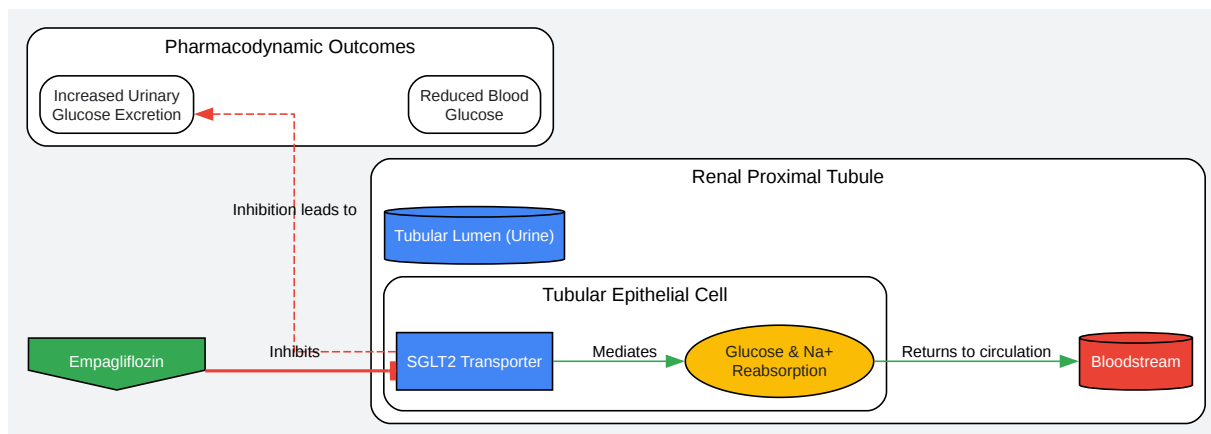 Pharmacodynamic Outcomes
Increased Urinary
Glucose Excretion
Reduced Blood
Glucose
Renal Proximal Tubule
Inhibition leads to
Tubular Lumen (Urine)
Tubular Epithelial Cell
Empagliflozin
Inhibits
SGLT2 Transporter
Mediates
Glucose & Na+
Reabsorption
Returns to circulation
Bloodstream